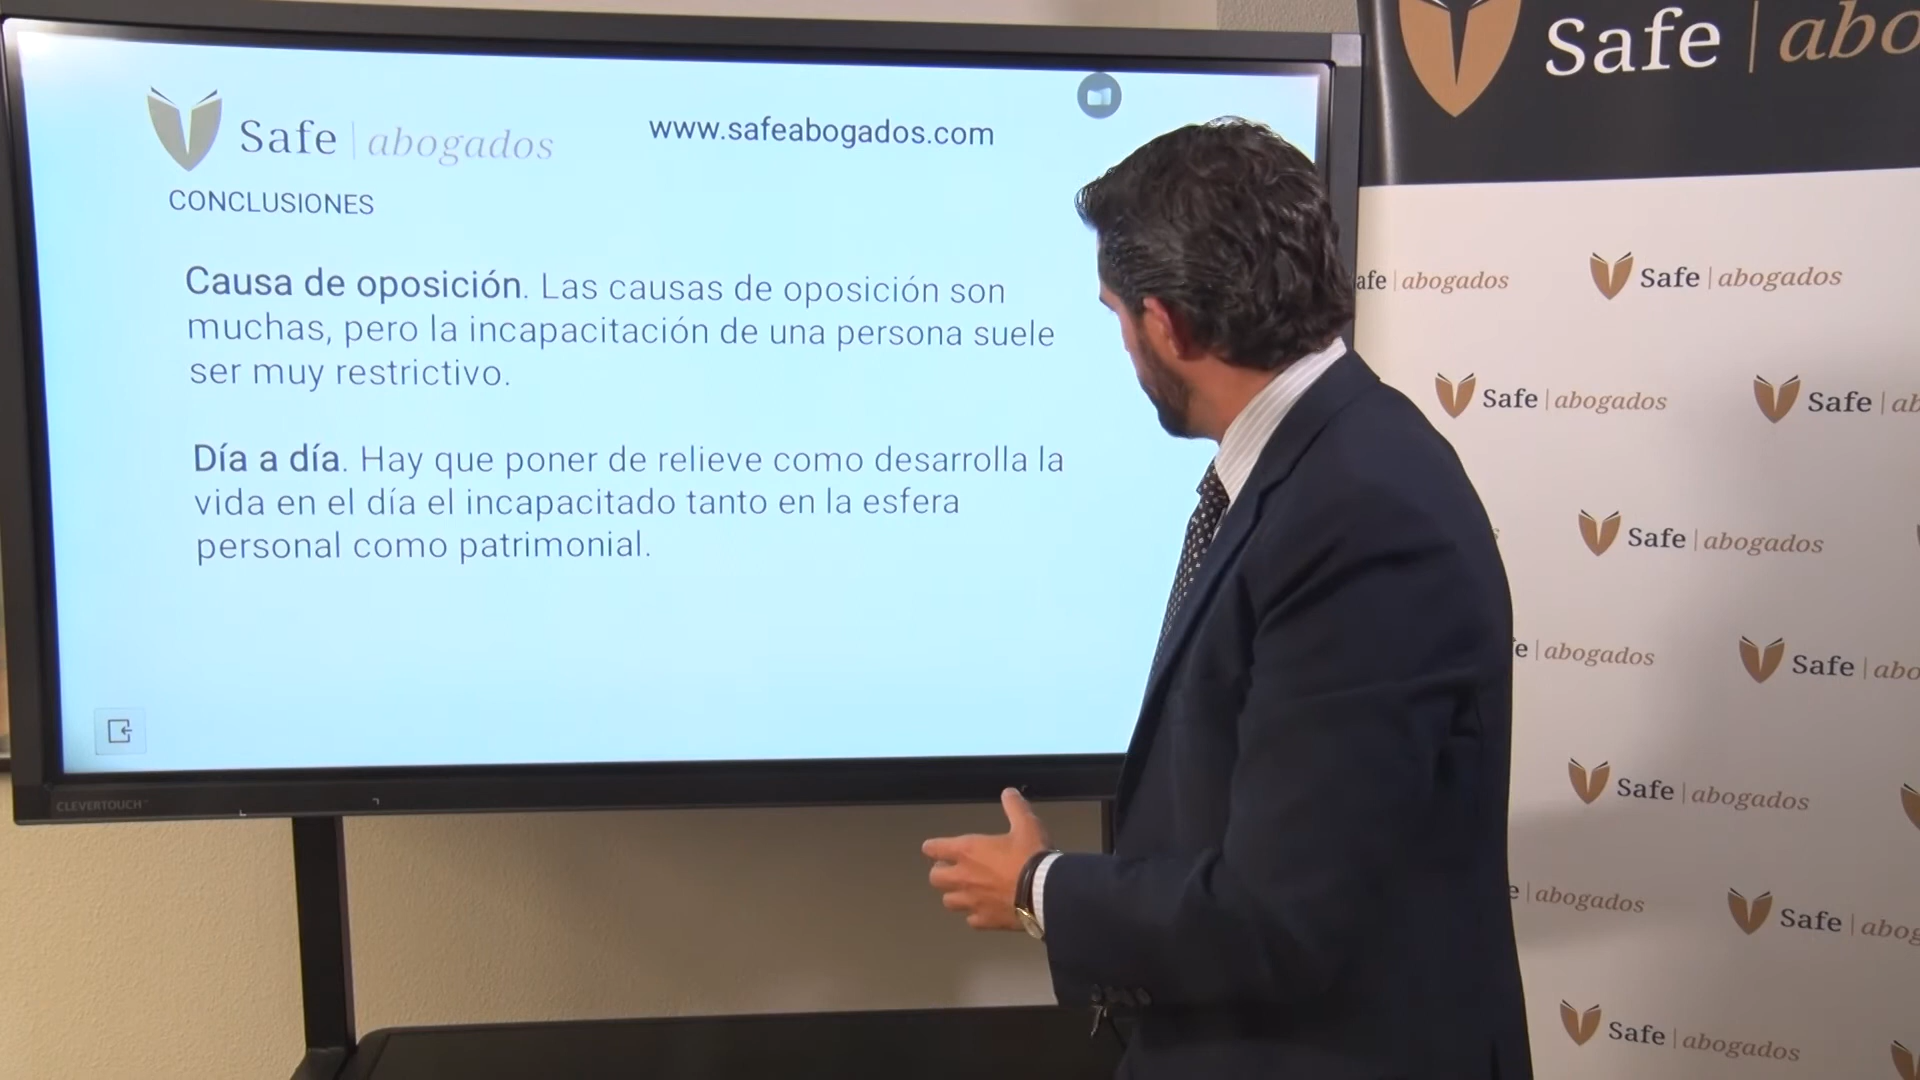 Safe | abogados
www.safeabogados.com
CONCLUSIONES
Causa de oposición. Las causas de oposición son
muchas, pero la incapacitación de una persona suele
ser muy restrictivo.
Día a día. Hay que poner de relieve como desarrolla la
vida en el día el incapacitado tanto en la esfera
personal como patrimonial.
CLEVERTOUCH
Safe | abo
afe | abogados
Safe | abogados
Safe | abogados
Safe | ab
Safe | abogados
e | abogados
Safe | abo
Safe | abogados
e | abogados
Safe | abog
Safe | abogados